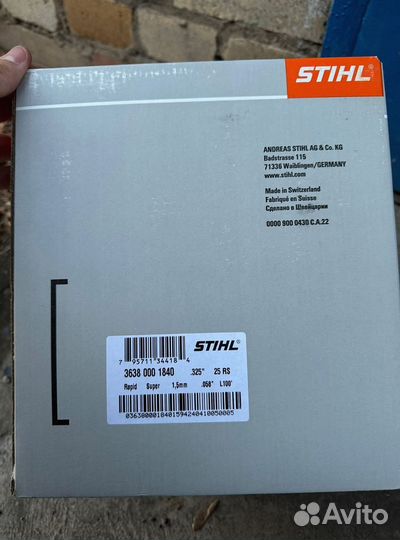 STIHL®
ANDREAS STIHL AG & Co. KG
Badstrasse 115
71336 Waiblingen/GERMANY
www.stihl.com
Made in Switzerland
Fabriqué en Suisse
Сделано в Швейцарии
0000 800 0430 C.A.22
7 95711 34418 4
STIHL®
3638 000 1840 .325" 25 RS
Rapid Super 1,5mm .058" L100'
0363800018401594240410050005
Avito